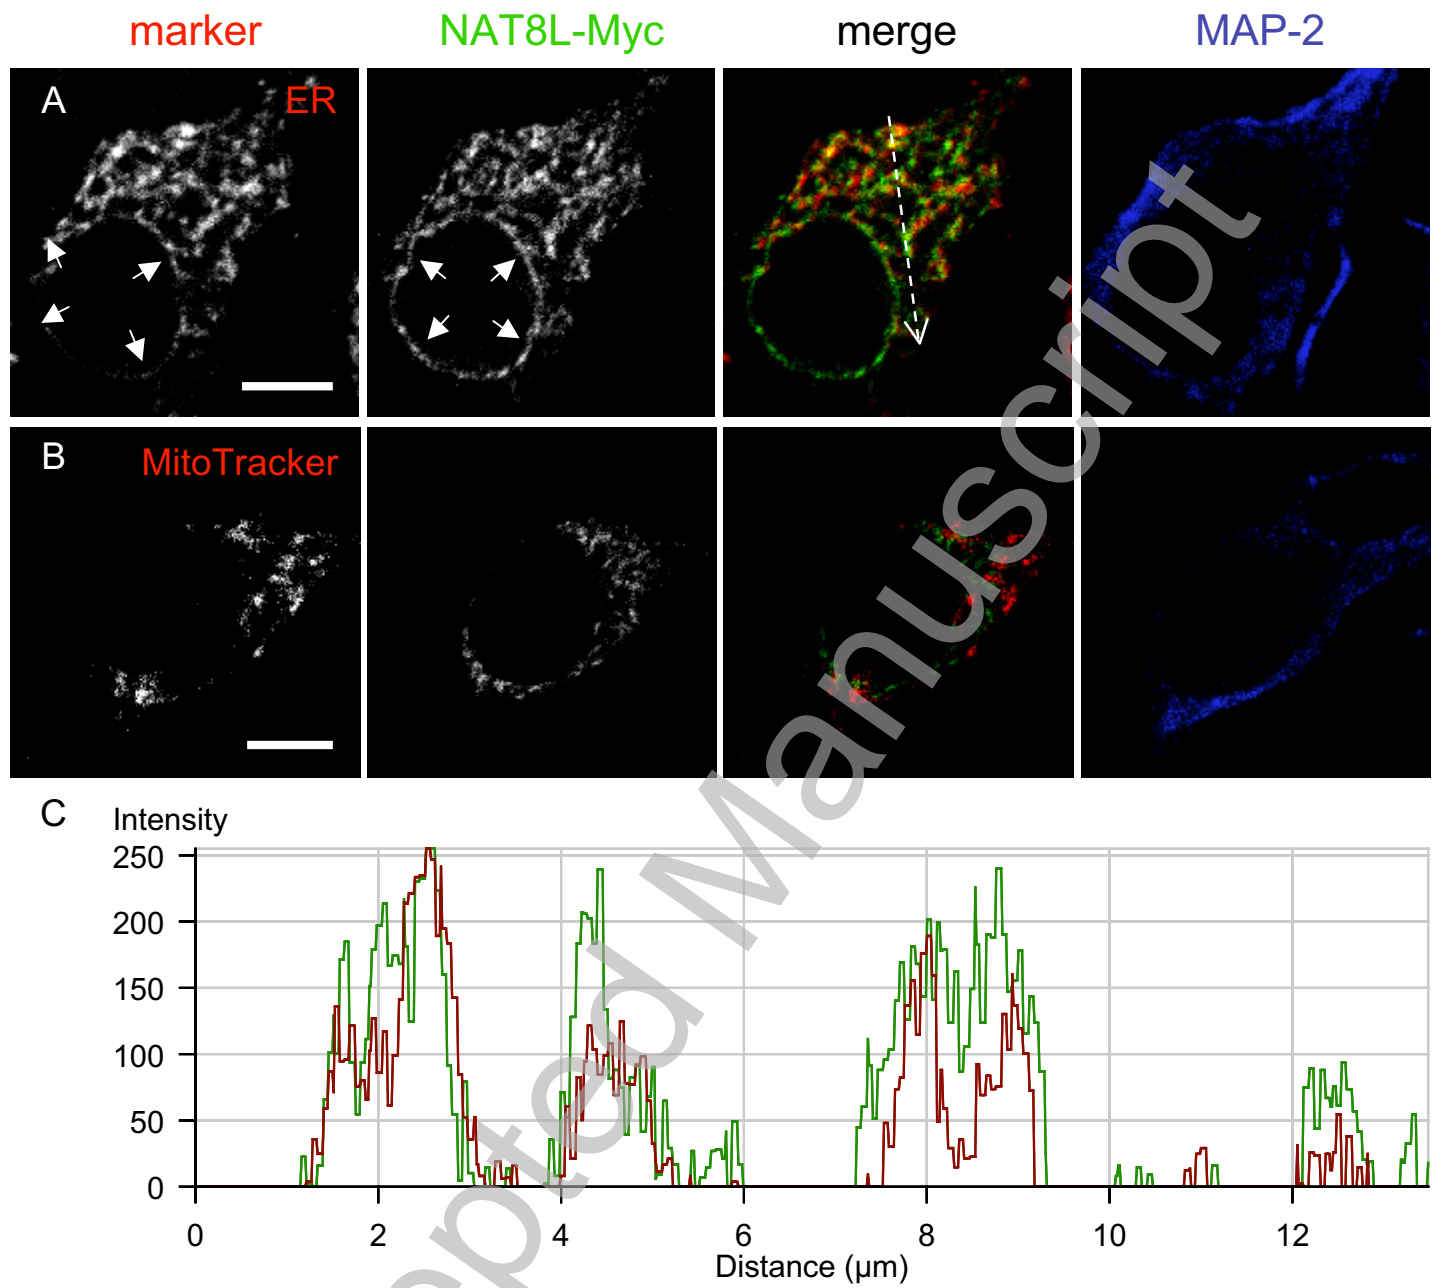 marker NAT8L-Myc merge MAP-2
A ER
B MitoTracker
C Intensity
250
200
150
100
50
0
0 2 4 6 8 10 12
Distance (µm)
epted Manuscript